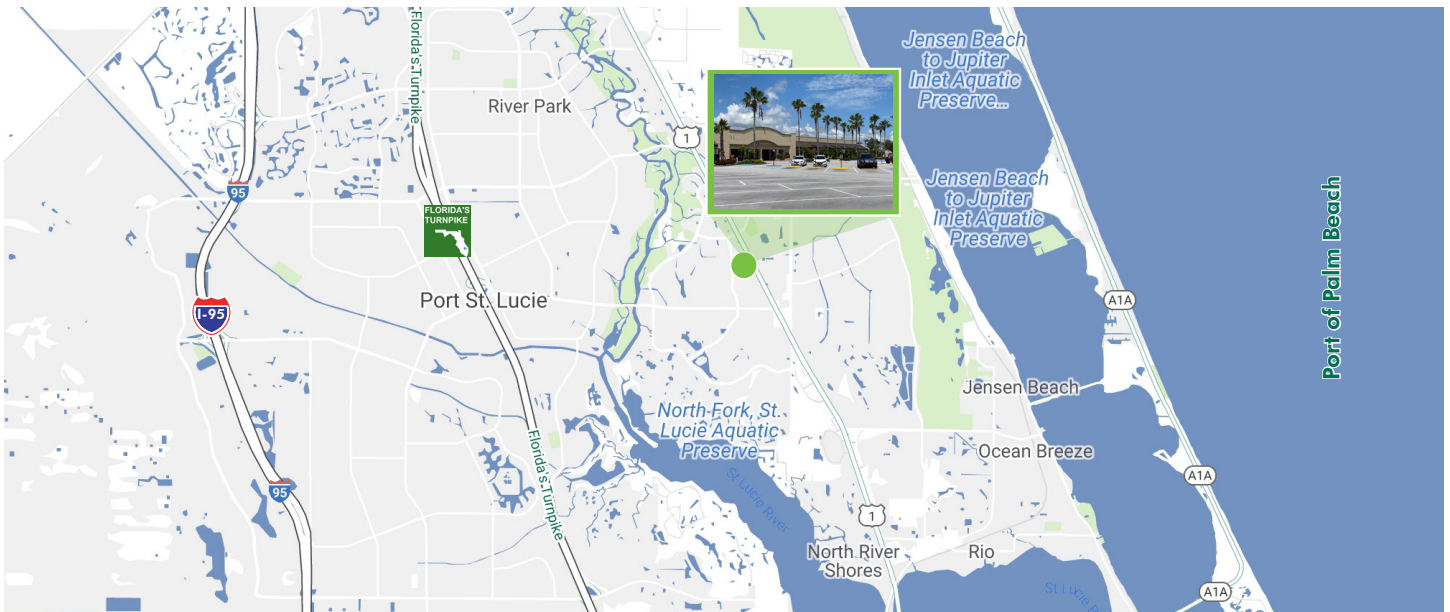 Florida's Turnpike
Jensen Beach
to Jupiter
Inlet Aquatic
Preserve...
River Park
1
95
Jensen Beach
to Jupiter
Inlet Aquatic
Preserve
FLORIDA'S
TURNPIKE
Port of Palm Beach
Port St. Lucie
A1A
I-95
Jensen Beach
North Fork, St.
Lucie Aquatic
Preserve
Ocean Breeze
Florida's Turnpike
St Lucie River
A1A
95
1
North River
Shores
Rio
St Lucie R
A1A